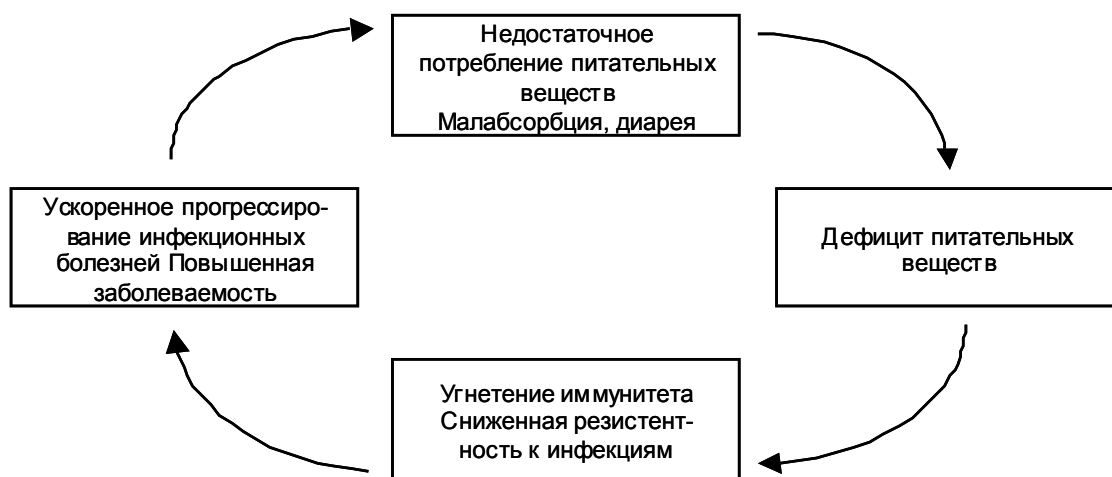 Недостаточное
потребление питательных
веществ
Малабсорбция, диарея
Ускоренное прогрессиро-
вание инфекционных
болезней Повышенная
заболеваемость
Дефицит питательных
веществ
Угнетение иммунитета
Сниженная резистент-
ность к инфекциям